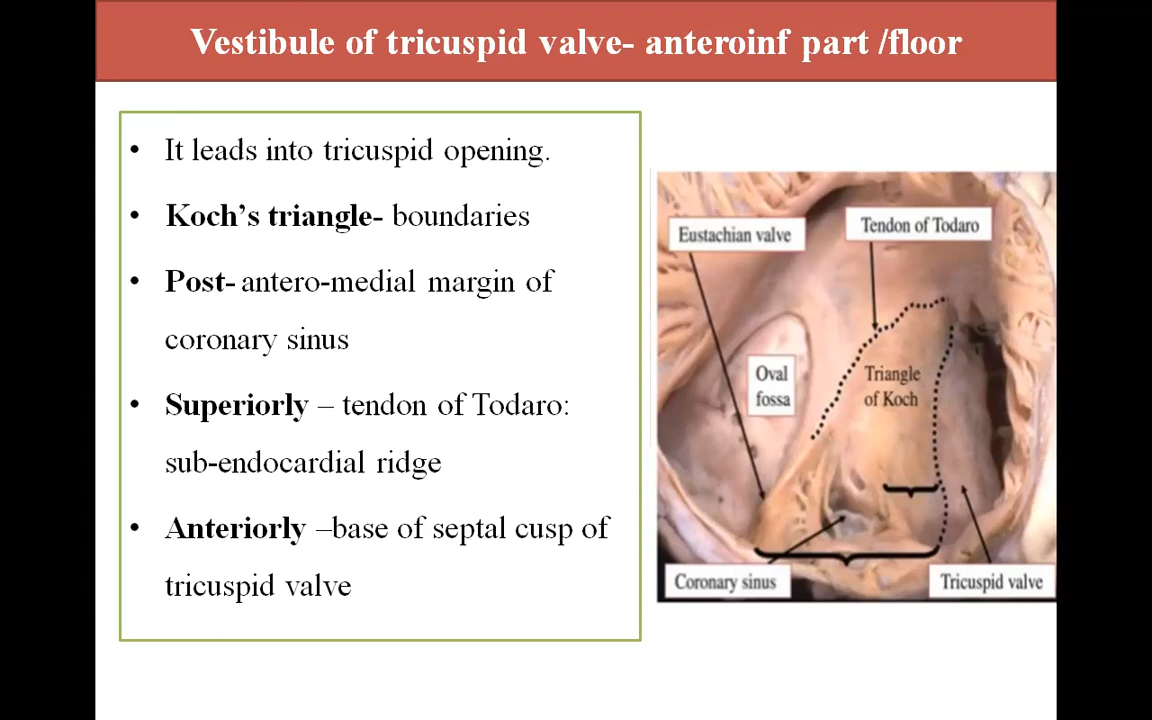 Vestibule of tricuspid valve- anteroinf part /floor
• It leads into tricuspid opening.
• Koch's triangle- boundaries
• Post- antero-medial margin of
coronary sinus
• Superiorly – tendon of Todaro:
sub-endocardial ridge
• Anteriorly –base of septal cusp of
tricuspid valve
Eustachian valve
Tendon of Todaro
Oval
fossa
Triangle
of Koch
Coronary sinus
Tricuspid valve